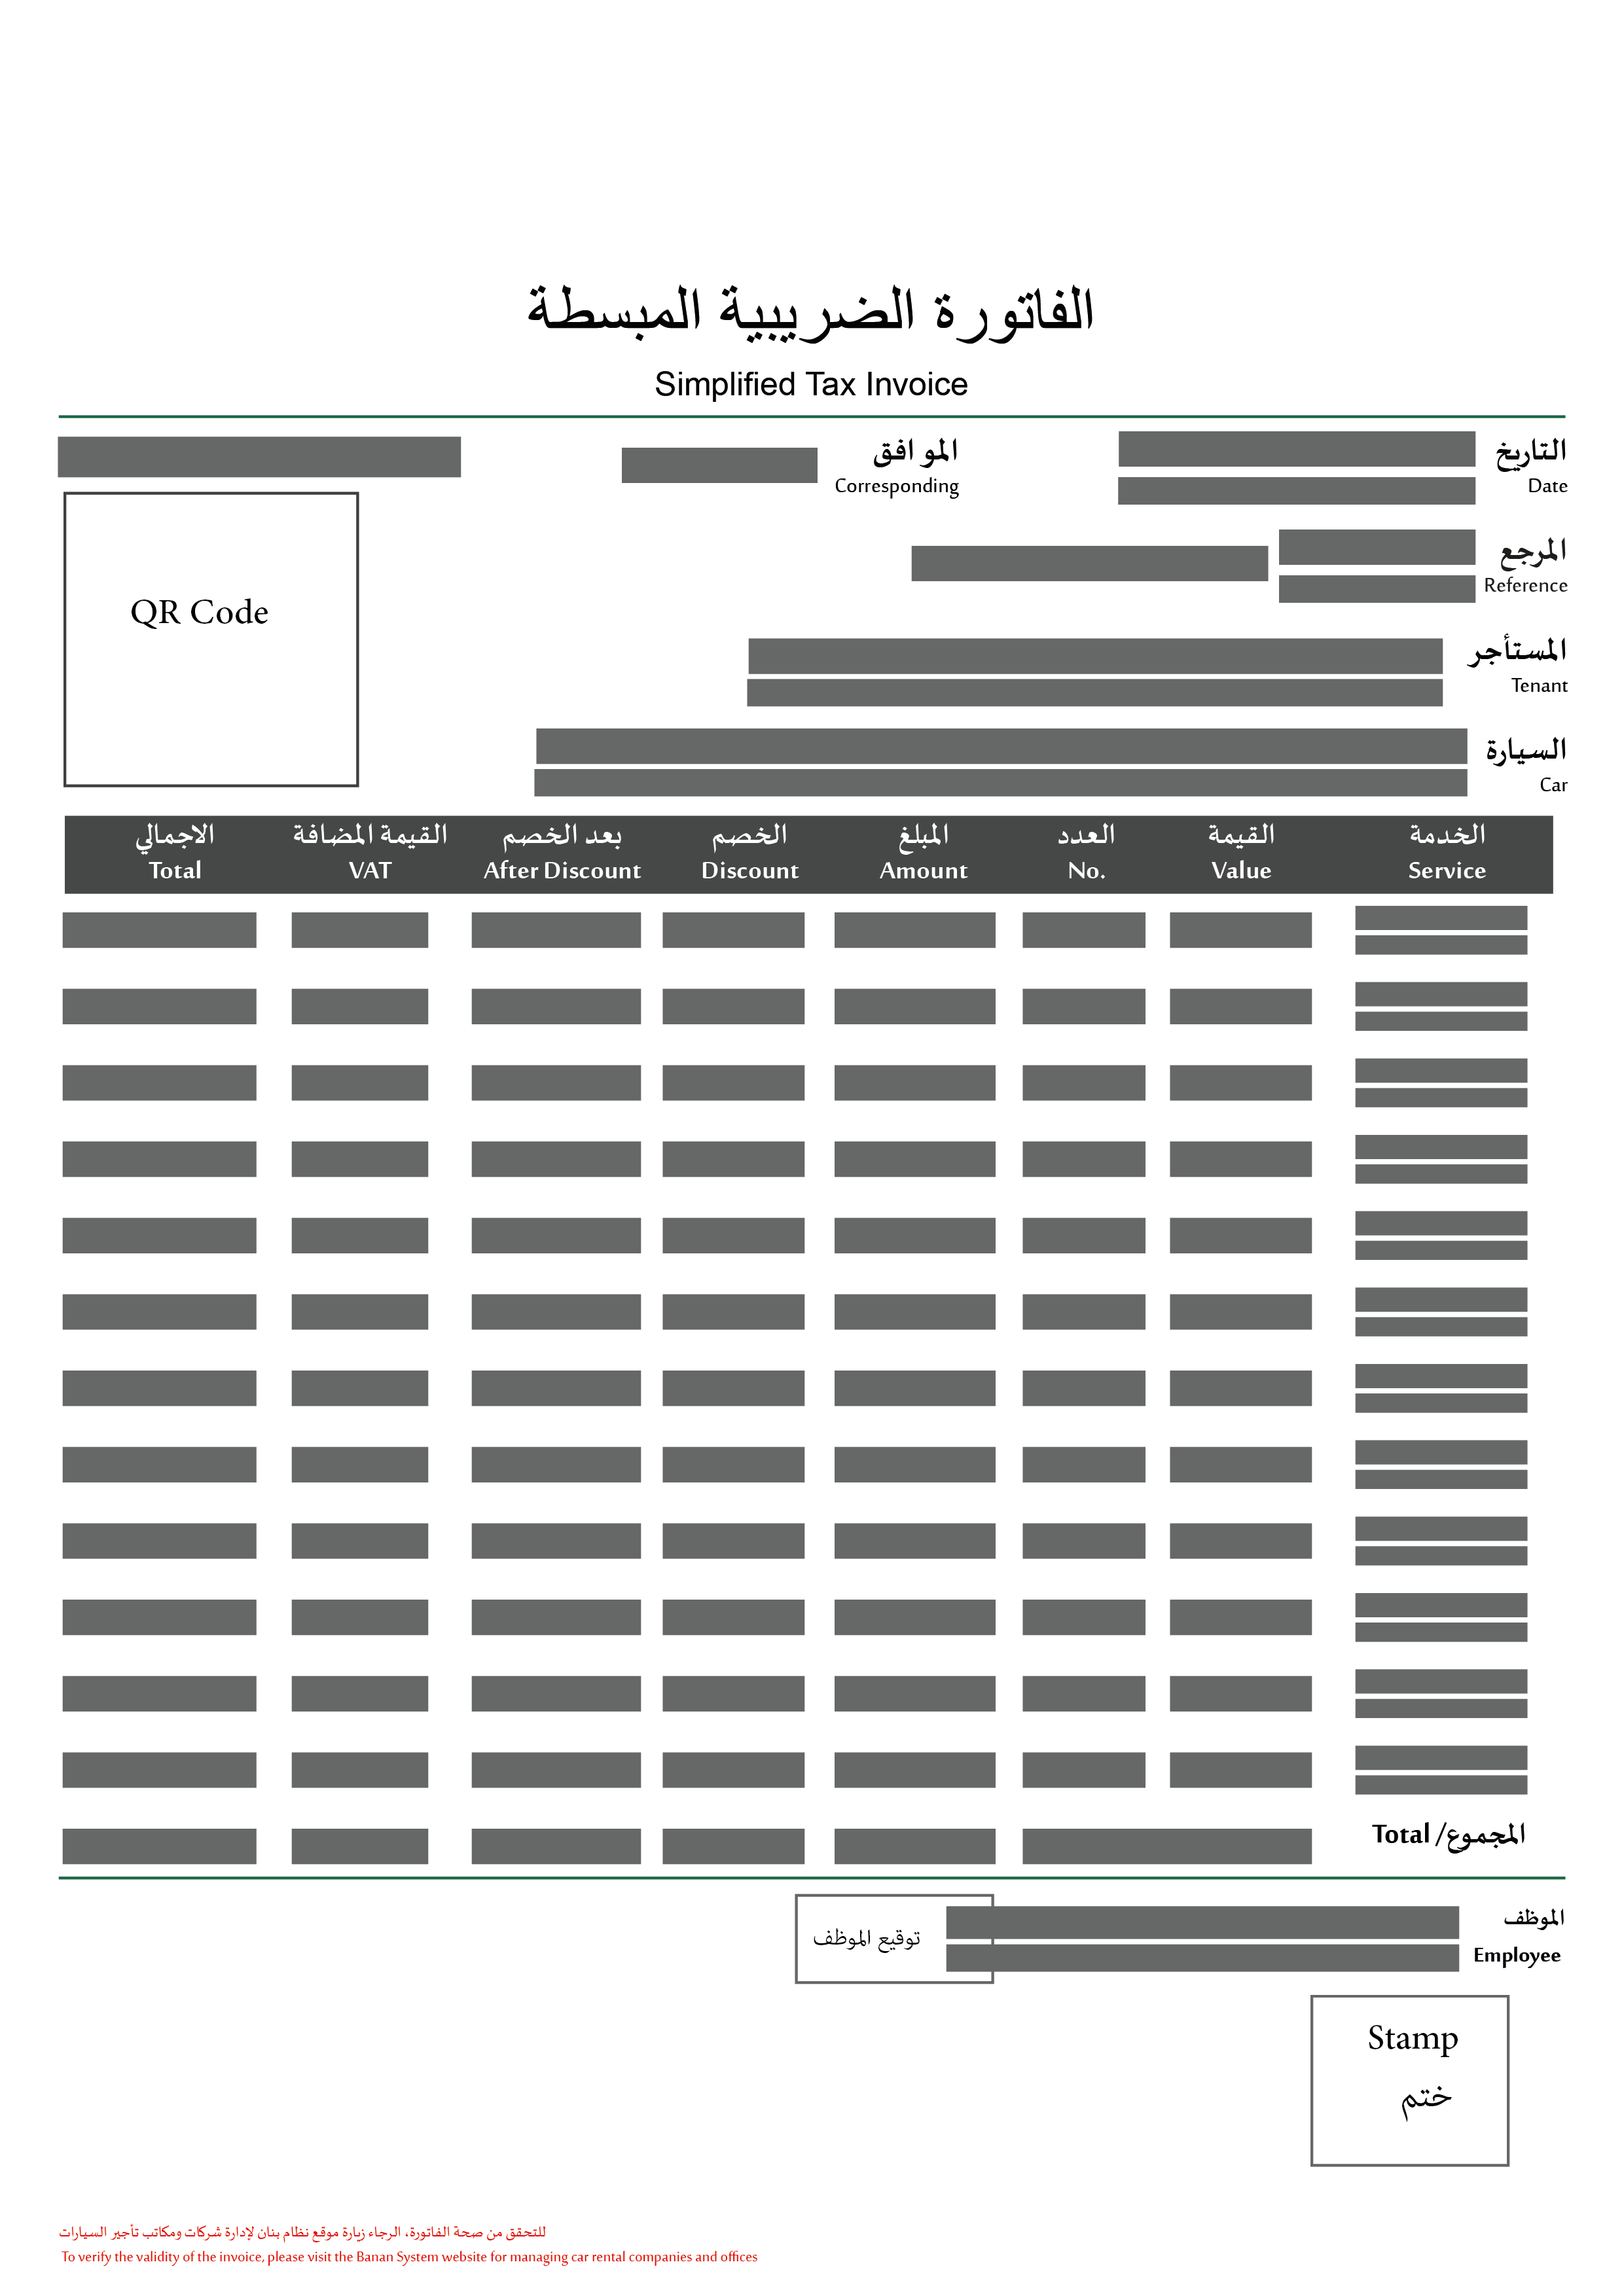 الفاتورة الضريبية المبسطة
Simplified Tax Invoice
التاريخ
Date
الموافق
Corresponding
المرجع
Reference
QR Code
المستأجر
Tenant
السيارة
Car
الخدمة القيمة العدد المبلغ الخصم بعد الخصم القيمة المضافة الاجمالي
Service Value No. Amount Discount After Discount VAT Total
المجموع/ Total
الموظف
Employee
توقيع الموظف
Stamp
ختم
للتحقق من صحة الفاتورة، الرجاء زيارة موقع نظام بنان لإدارة شركات ومكاتب تأجير السيارات
To verify the validity of the invoice, please visit the Banan System website for managing car rental companies and offices